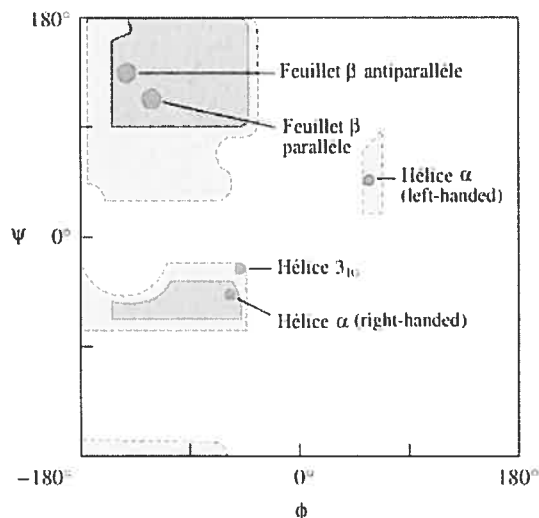 180°
Feuillet β antiparallèle
Feuillet β
parallèle
Hélice α
(left-handed)
Ψ
0°
Hélice 3₁₀
Hélice α (right-handed)
-180°
0°
180°
ϕ